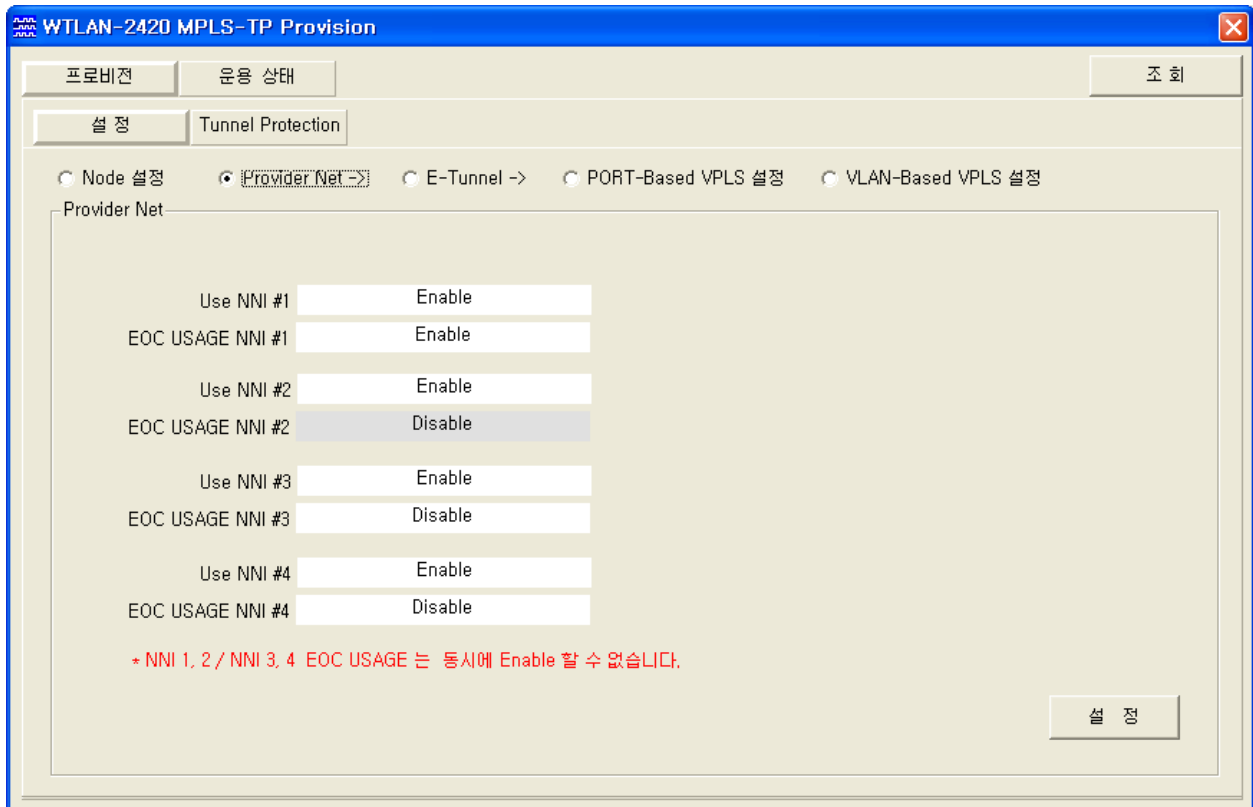 WTLAN-2420 MPLS-TP Provision
프로비전 운용 상태 조 회
설 정 Tunnel Protection
Node 설정 Provider Net -> E-Tunnel -> PORT-Based VPLS 설정 VLAN-Based VPLS 설정
Provider Net
Use NNI #1 Enable
EOC USAGE NNI #1 Enable
Use NNI #2 Enable
EOC USAGE NNI #2 Disable
Use NNI #3 Enable
EOC USAGE NNI #3 Disable
Use NNI #4 Enable
EOC USAGE NNI #4 Disable
* NNI 1, 2 / NNI 3, 4 EOC USAGE 는 동시에 Enable 할 수 없습니다.
설 정